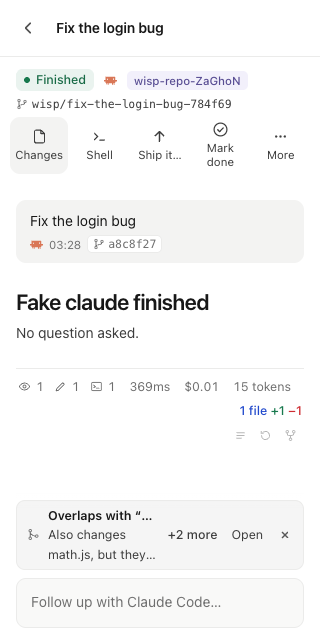 Fix the login bug
Finished wisp-repo-ZaGhoN
wisp/fix-the-login-bug-784f69
Changes Shell Ship it... Mark done More
Fix the login bug
03:28 a8c8f27
Fake claude finished
No question asked.
1 1 1 369ms $0.01 15 tokens
1 file +1 −1
Overlaps with “...
Also changes +2 more Open ×
math.js, but they...
Follow up with Claude Code...